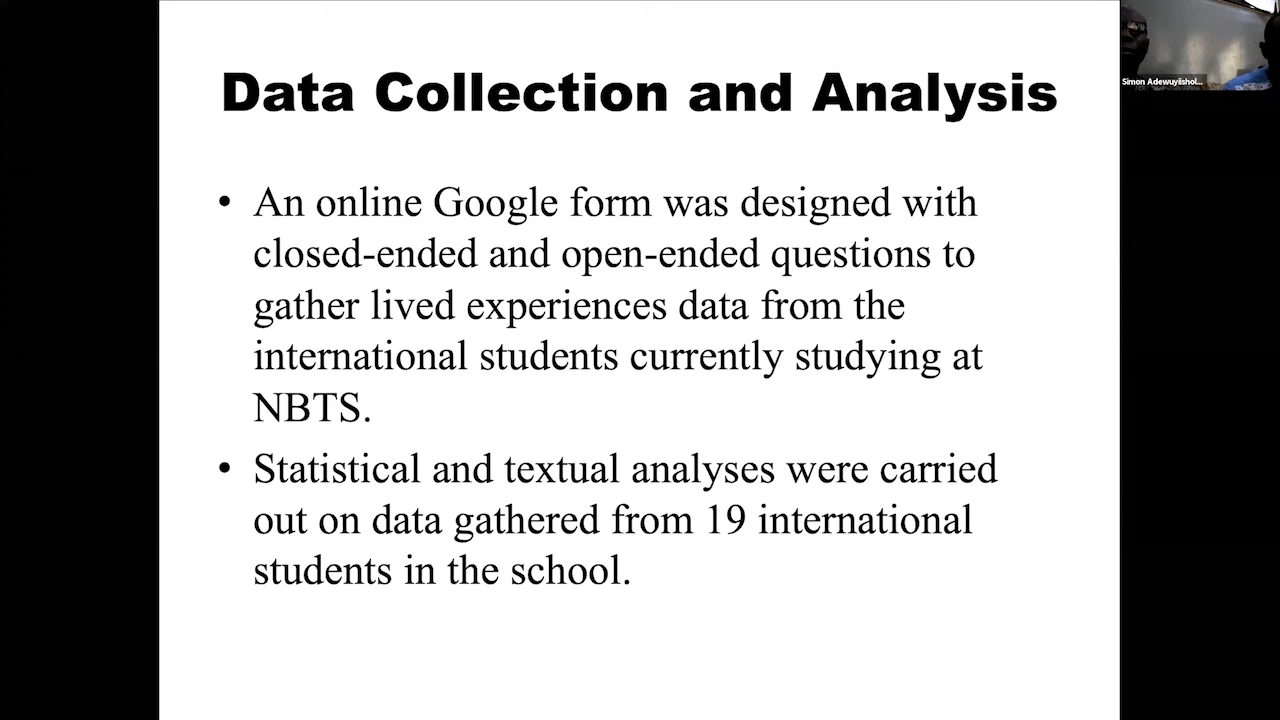 Data Collection and Analysis
• An online Google form was designed with
closed-ended and open-ended questions to
gather lived experiences data from the
international students currently studying at
NBTS.
• Statistical and textual analyses were carried
out on data gathered from 19 international
students in the school.
Simon Adewuyiishol...